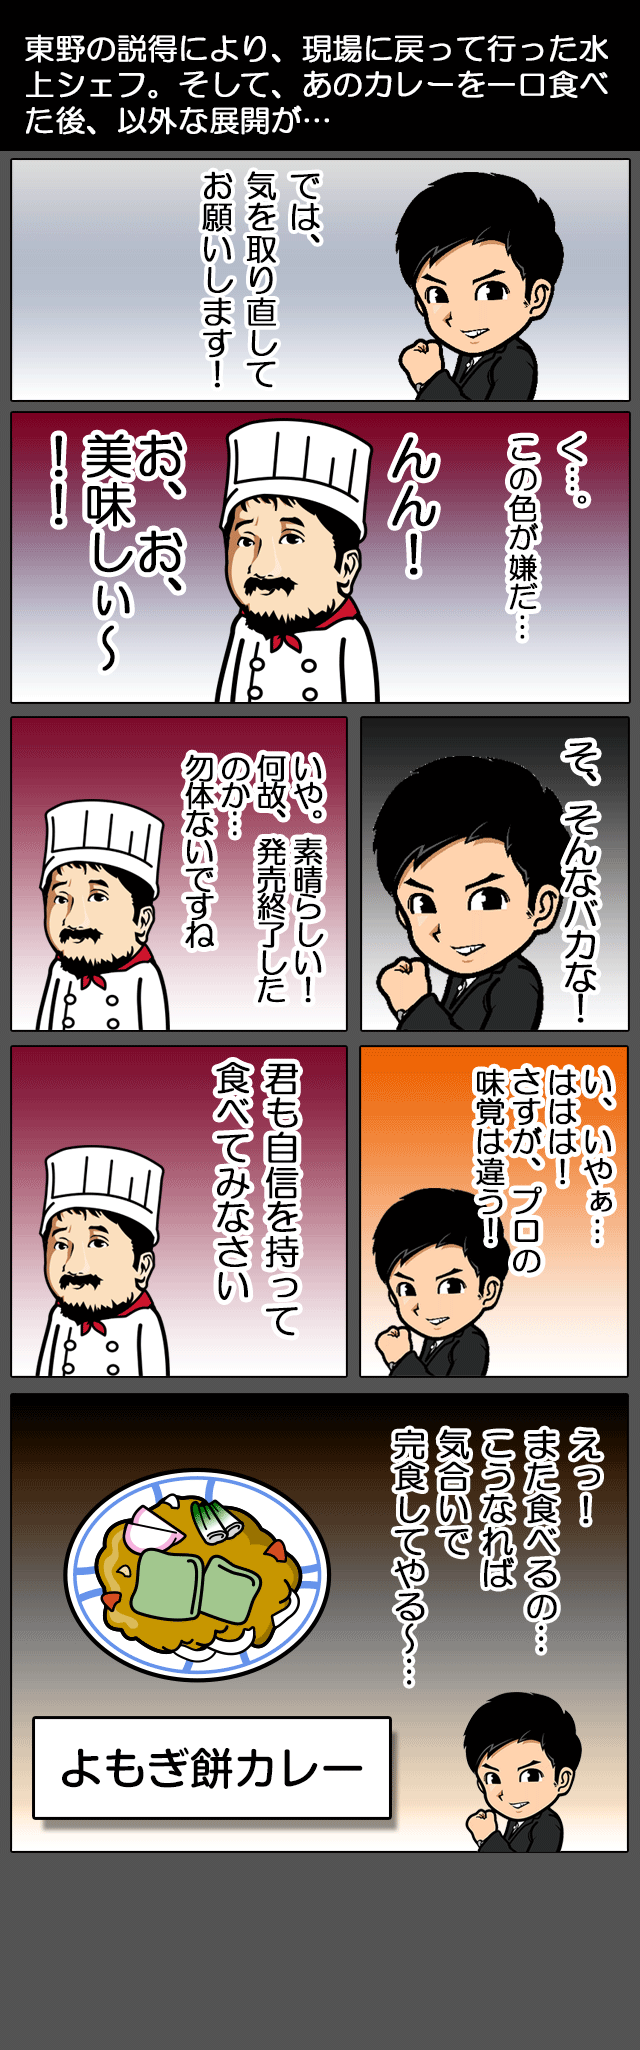 東野の説得により、現場に戻って行った水
上シェフ。そして、あのカレーを一口食べ
た後、以外な展開が…
では、
気を取り直して
お願いします！
く…。
この色が嫌だ…
んん！
お、お、
美味しぃ～
！！
そ、そんなバカな！
いや。素晴らしい！
何故、発売終了した
のか…
勿体ないですね
い、いやぁ…
ははは！
さすが、プロの
味覚は違う！
君も自信を持って
食べてみなさい
えっ！
また食べるの…
こうなれば
気合いで
完食してやる～…
よもぎ餅カレー